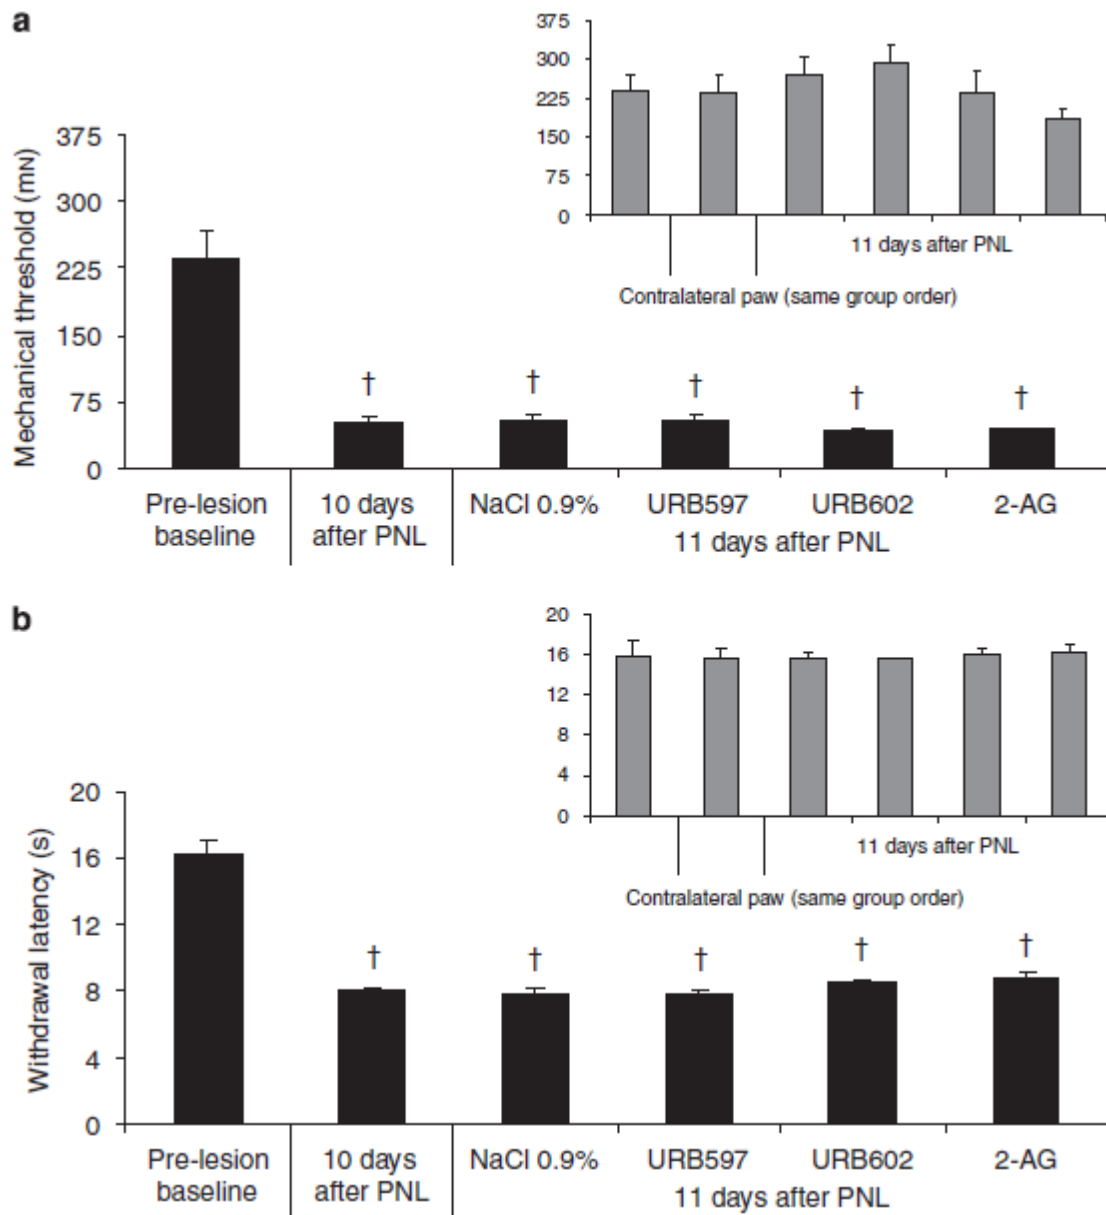 a
375
300
225
150
75
0
11 days after PNL
Contralateral paw (same group order)
Mechanical threshold (mN)
375
300
225
150
75
0
† † † † †
Pre-lesion baseline
10 days after PNL
NaCl 0.9%
URB597
URB602
2-AG
11 days after PNL
b
20
16
12
8
4
0
11 days after PNL
Contralateral paw (same group order)
Withdrawal latency (s)
20
16
12
8
4
0
† † † † †
Pre-lesion baseline
10 days after PNL
NaCl 0.9%
URB597
URB602
2-AG
11 days after PNL